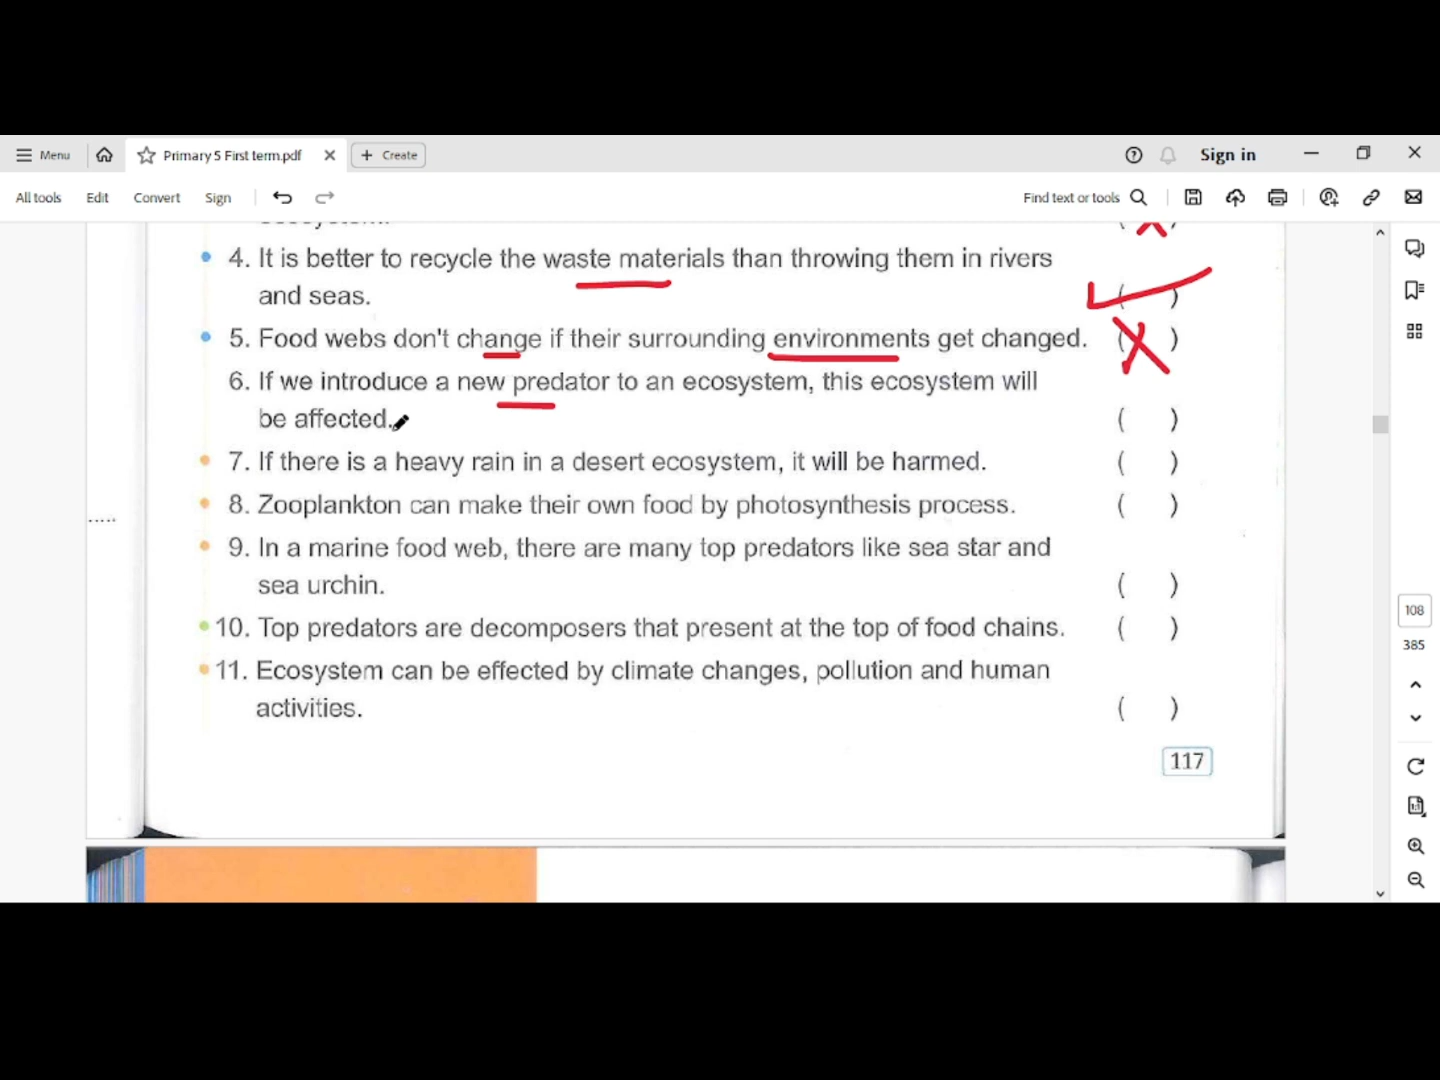 Menu
Primary 5 First term.pdf
Create
Sign in
All tools
Edit
Convert
Sign
Find text or tools
4. It is better to recycle the waste materials than throwing them in rivers
and seas. ( )
5. Food webs don't change if their surrounding environments get changed. ( )
6. If we introduce a new predator to an ecosystem, this ecosystem will
be affected. ( )
7. If there is a heavy rain in a desert ecosystem, it will be harmed. ( )
8. Zooplankton can make their own food by photosynthesis process. ( )
9. In a marine food web, there are many top predators like sea star and
sea urchin. ( )
10. Top predators are decomposers that present at the top of food chains. ( )
11. Ecosystem can be effected by climate changes, pollution and human
activities. ( )
117
.....
108
385